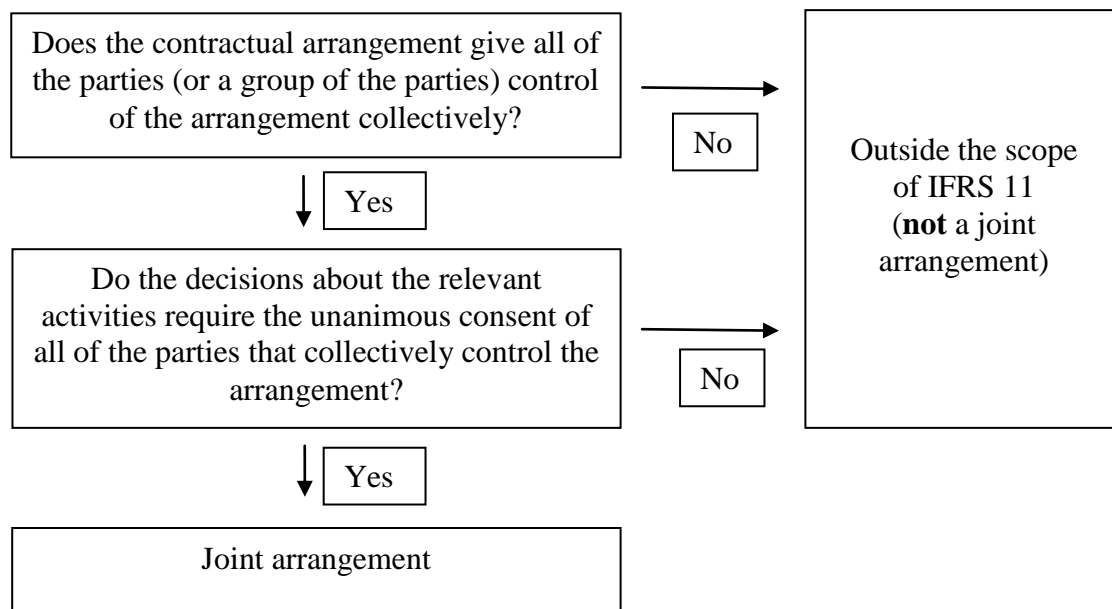 Does the contractual arrangement give all of
the parties (or a group of the parties) control
of the arrangement collectively?
No
Outside the scope
of IFRS 11
(not a joint
arrangement)
Yes
Do the decisions about the relevant
activities require the unanimous consent of
all of the parties that collectively control the
arrangement?
No
Yes
Joint arrangement